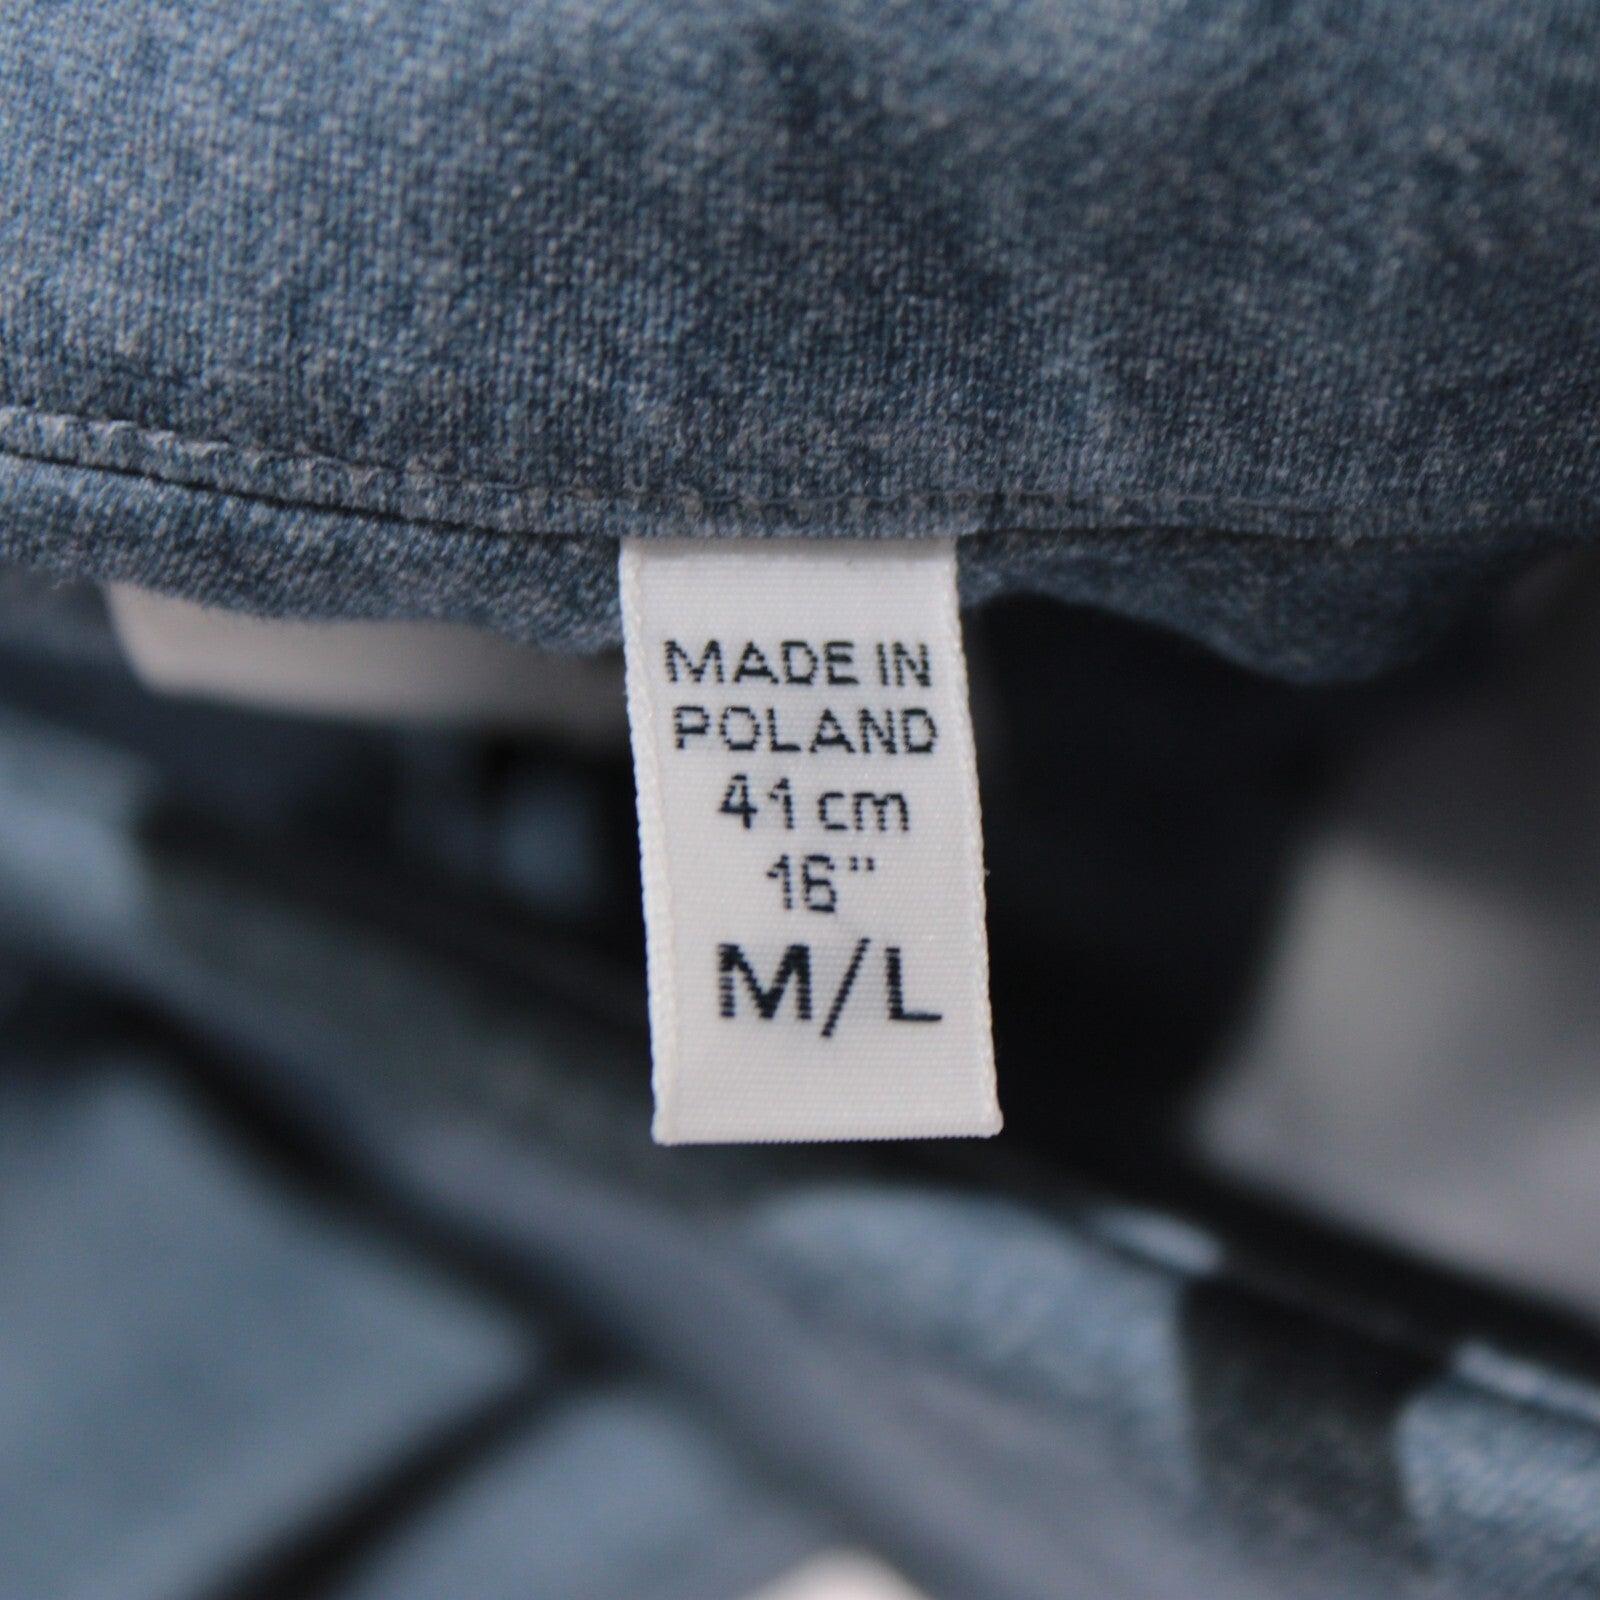 MADE IN
POLAND
41 cm
16"
M/L